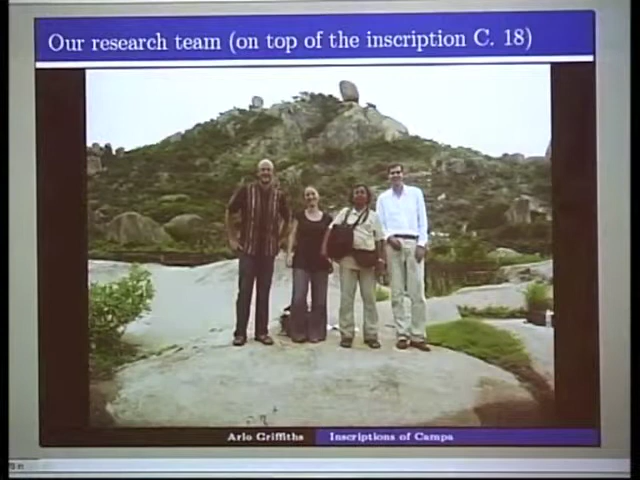 Our research team (on top of the inscription C. 18)
Arlo Griffiths
Inscriptions of Campa